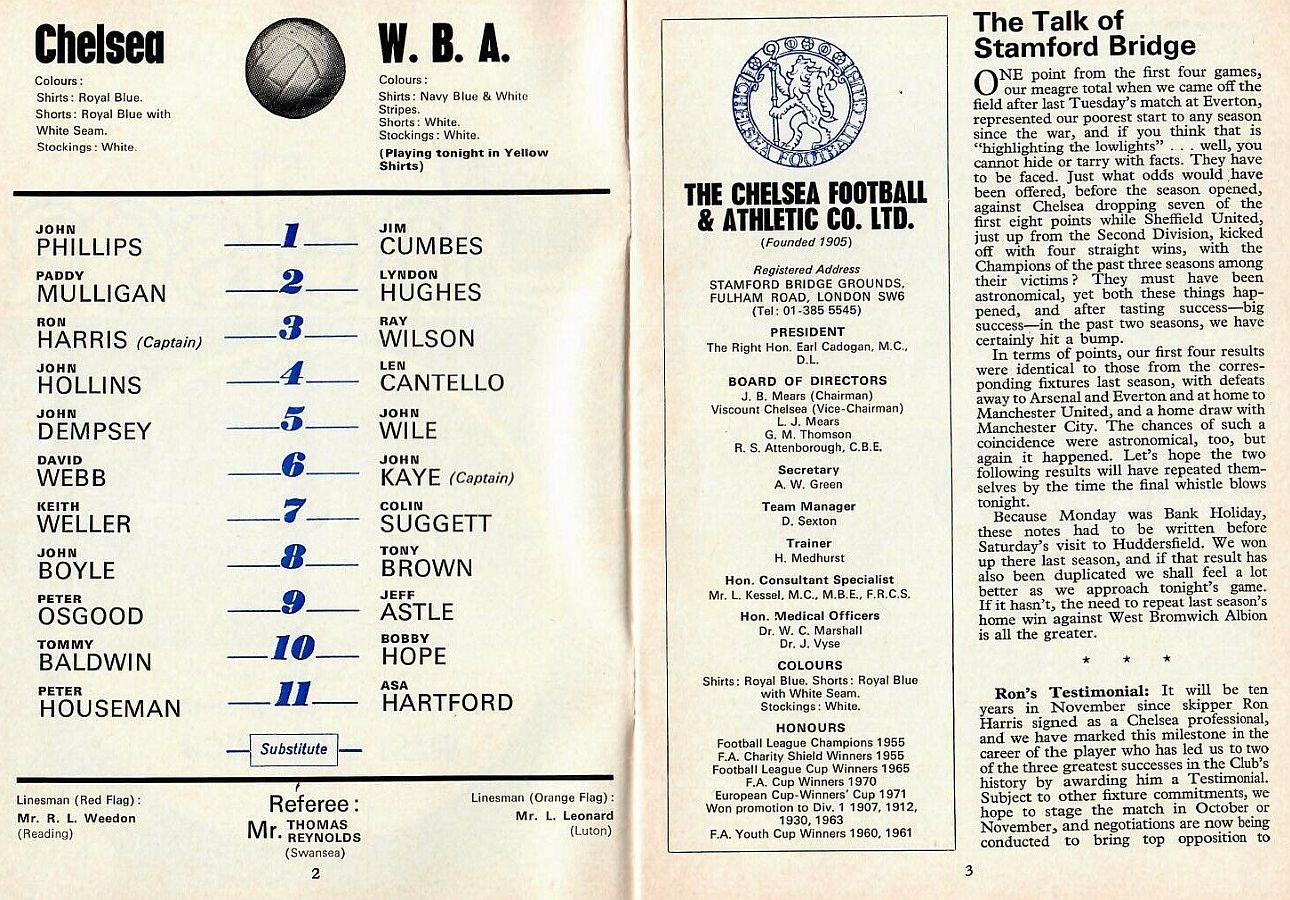 Chelsea
Colours:
Shirts: Royal Blue.
Shorts: Royal Blue with
White Seam.
Stockings: White.
W. B. A.
Colours:
Shirts: Navy Blue & White
Stripes.
Shorts: White.
Stockings: White.
(Playing tonight in Yellow
Shirts)
JOHN
PHILLIPS
1
JIM
CUMBES
PADDY
MULLIGAN
2
LYNDON
HUGHES
RON
HARRIS (Captain)
3
RAY
WILSON
JOHN
HOLLINS
4
LEN
CANTELLO
JOHN
DEMPSEY
5
JOHN
WILE
DAVID
WEBB
6
JOHN
KAYE (Captain)
KEITH
WELLER
7
COLIN
SUGGETT
JOHN
BOYLE
8
TONY
BROWN
PETER
OSGOOD
9
JEFF
ASTLE
TOMMY
BALDWIN
10
BOBBY
HOPE
PETER
HOUSEMAN
11
ASA
HARTFORD
Substitute
Linesman (Red Flag):
Mr. R. L. Weedon
(Reading)
Referee:
Mr. THOMAS REYNOLDS
(Swansea)
Linesman (Orange Flag):
Mr. L. Leonard
(Luton)
2
CHELSEA FOOTBALL
THE CHELSEA FOOTBALL
& ATHLETIC CO. LTD.
(Founded 1905)
Registered Address
STAMFORD BRIDGE GROUNDS,
FULHAM ROAD, LONDON SW6
(Tel: 01-385 5545)
PRESIDENT
The Right Hon. Earl Cadogan, M.C.,
D.L.
BOARD OF DIRECTORS
J. B. Mears (Chairman)
Viscount Chelsea (Vice-Chairman)
L. J. Mears
G. M. Thomson
R. S. Attenborough, C.B.E.
Secretary
A. W. Green
Team Manager
D. Sexton
Trainer
H. Medhurst
Hon. Consultant Specialist
Mr. L. Kessel, M.C., M.B.E., F.R.C.S.
Hon. Medical Officers
Dr. W. C. Marshall
Dr. J. Vyse
COLOURS
Shirts: Royal Blue. Shorts: Royal Blue
with White Seam.
Stockings: White.
HONOURS
Football League Champions 1955
F.A. Charity Shield Winners 1955
Football League Cup Winners 1965
F.A. Cup Winners 1970
European Cup-Winners' Cup 1971
Won promotion to Div. 1 1907, 1912,
1930, 1963
F.A. Youth Cup Winners 1960, 1961
The Talk of
Stamford Bridge
ONE point from the first four games,
our meagre total when we came off the
field after last Tuesday's match at Everton,
represented our poorest start to any season
since the war, and if you think that is
"highlighting the lowlights" . . . well, you
cannot hide or tarry with facts. They have
to be faced. Just what odds would have
been offered, before the season opened,
against Chelsea dropping seven of the
first eight points while Sheffield United,
just up from the Second Division, kicked
off with four straight wins, with the
Champions of the past three seasons among
their victims? They must have been
astronomical, yet both these things hap-
pened, and after tasting success—big
success—in the past two seasons, we have
certainly hit a bump.
In terms of points, our first four results
were identical to those from the corres-
ponding fixtures last season, with defeats
away to Arsenal and Everton and at home to
Manchester United, and a home draw with
Manchester City. The chances of such a
coincidence were astronomical, too, but
again it happened. Let's hope the two
following results will have repeated them-
selves by the time the final whistle blows
tonight.
Because Monday was Bank Holiday,
these notes had to be written before
Saturday's visit to Huddersfield. We won
up there last season, and if that result has
also been duplicated we shall feel a lot
better as we approach tonight's game.
If it hasn't, the need to repeat last season's
home win against West Bromwich Albion
is all the greater.
* * *
Ron's Testimonial: It will be ten
years in November since skipper Ron
Harris signed as a Chelsea professional,
and we have marked this milestone in the
career of the player who has led us to two
of the three greatest successes in the Club's
history by awarding him a Testimonial.
Subject to other fixture commitments, we
hope to stage the match in October or
November, and negotiations are now being
conducted to bring top opposition to
3